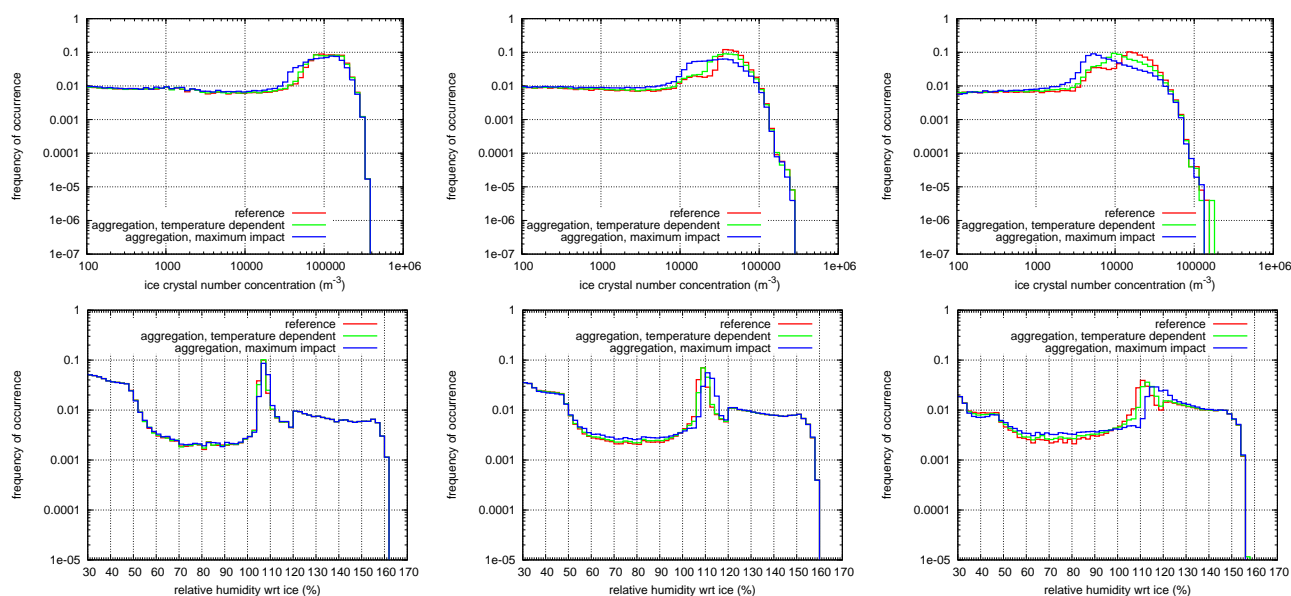 1
0.1
0.01
0.001
0.0001
1e-05
1e-06
1e-07
frequency of occurrence
reference
aggregation, temperature dependent
aggregation, maximum impact
100 1000 10000 100000 1e+06
ice crystal number concentration (m-3)
1
0.1
0.01
0.001
0.0001
1e-05
1e-06
1e-07
frequency of occurrence
reference
aggregation, temperature dependent
aggregation, maximum impact
100 1000 10000 100000 1e+06
ice crystal number concentration (m-3)
1
0.1
0.01
0.001
0.0001
1e-05
1e-06
1e-07
frequency of occurrence
reference
aggregation, temperature dependent
aggregation, maximum impact
100 1000 10000 100000 1e+06
ice crystal number concentration (m-3)
1
0.1
0.01
0.001
0.0001
1e-05
frequency of occurrence
reference
aggregation, temperature dependent
aggregation, maximum impact
30 40 50 60 70 80 90 100 110 120 130 140 150 160 170
relative humidity wrt ice (%)
1
0.1
0.01
0.001
0.0001
1e-05
frequency of occurrence
reference
aggregation, temperature dependent
aggregation, maximum impact
30 40 50 60 70 80 90 100 110 120 130 140 150 160 170
relative humidity wrt ice (%)
1
0.1
0.01
0.001
0.0001
1e-05
frequency of occurrence
reference
aggregation, temperature dependent
aggregation, maximum impact
30 40 50 60 70 80 90 100 110 120 130 140 150 160 170
relative humidity wrt ice (%)